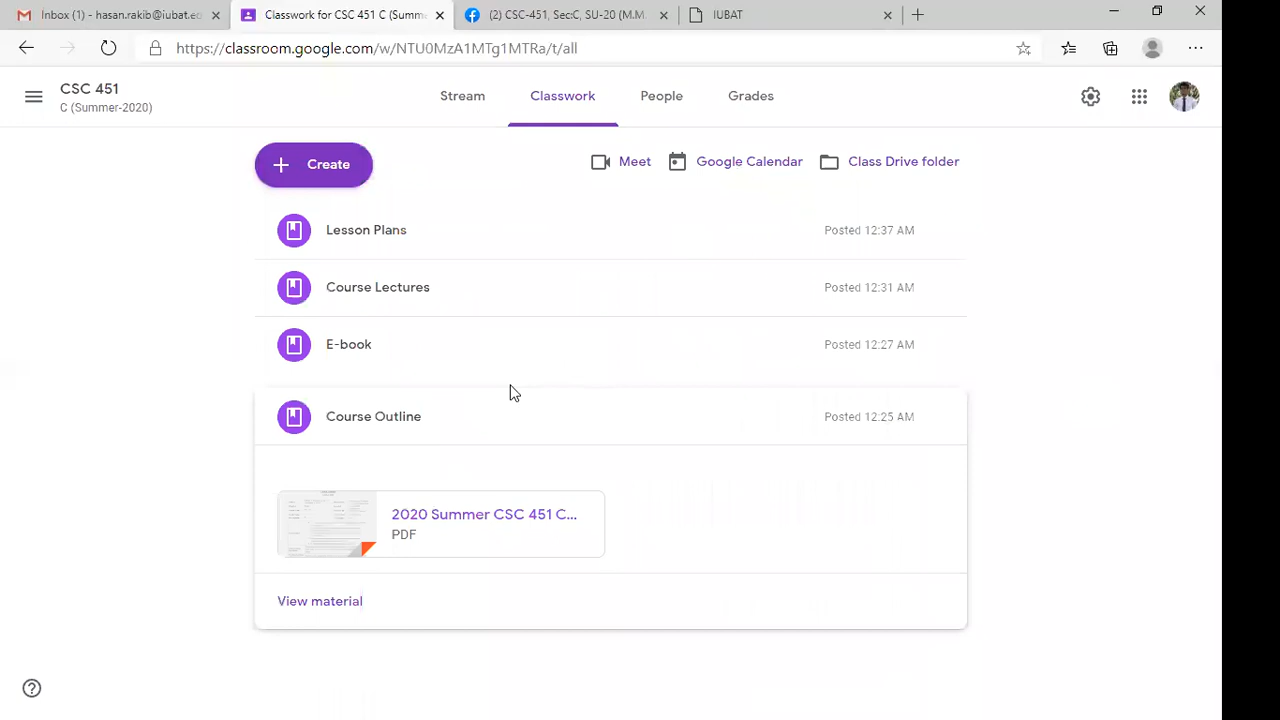 Inbox (1) - hasan.rakib@iubat.ed
Classwork for CSC 451 C (Summe
(2) CSC-451, Sec:C, SU-20 (M.M.
IUBAT
https://classroom.google.com/w/NTU0MzA1MTg1MTRa/t/all
CSC 451
C (Summer-2020)
Stream
Classwork
People
Grades
Create
Meet
Google Calendar
Class Drive folder
Lesson Plans
Posted 12:37 AM
Course Lectures
Posted 12:31 AM
E-book
Posted 12:27 AM
Course Outline
Posted 12:25 AM
2020 Summer CSC 451 C...
PDF
View material